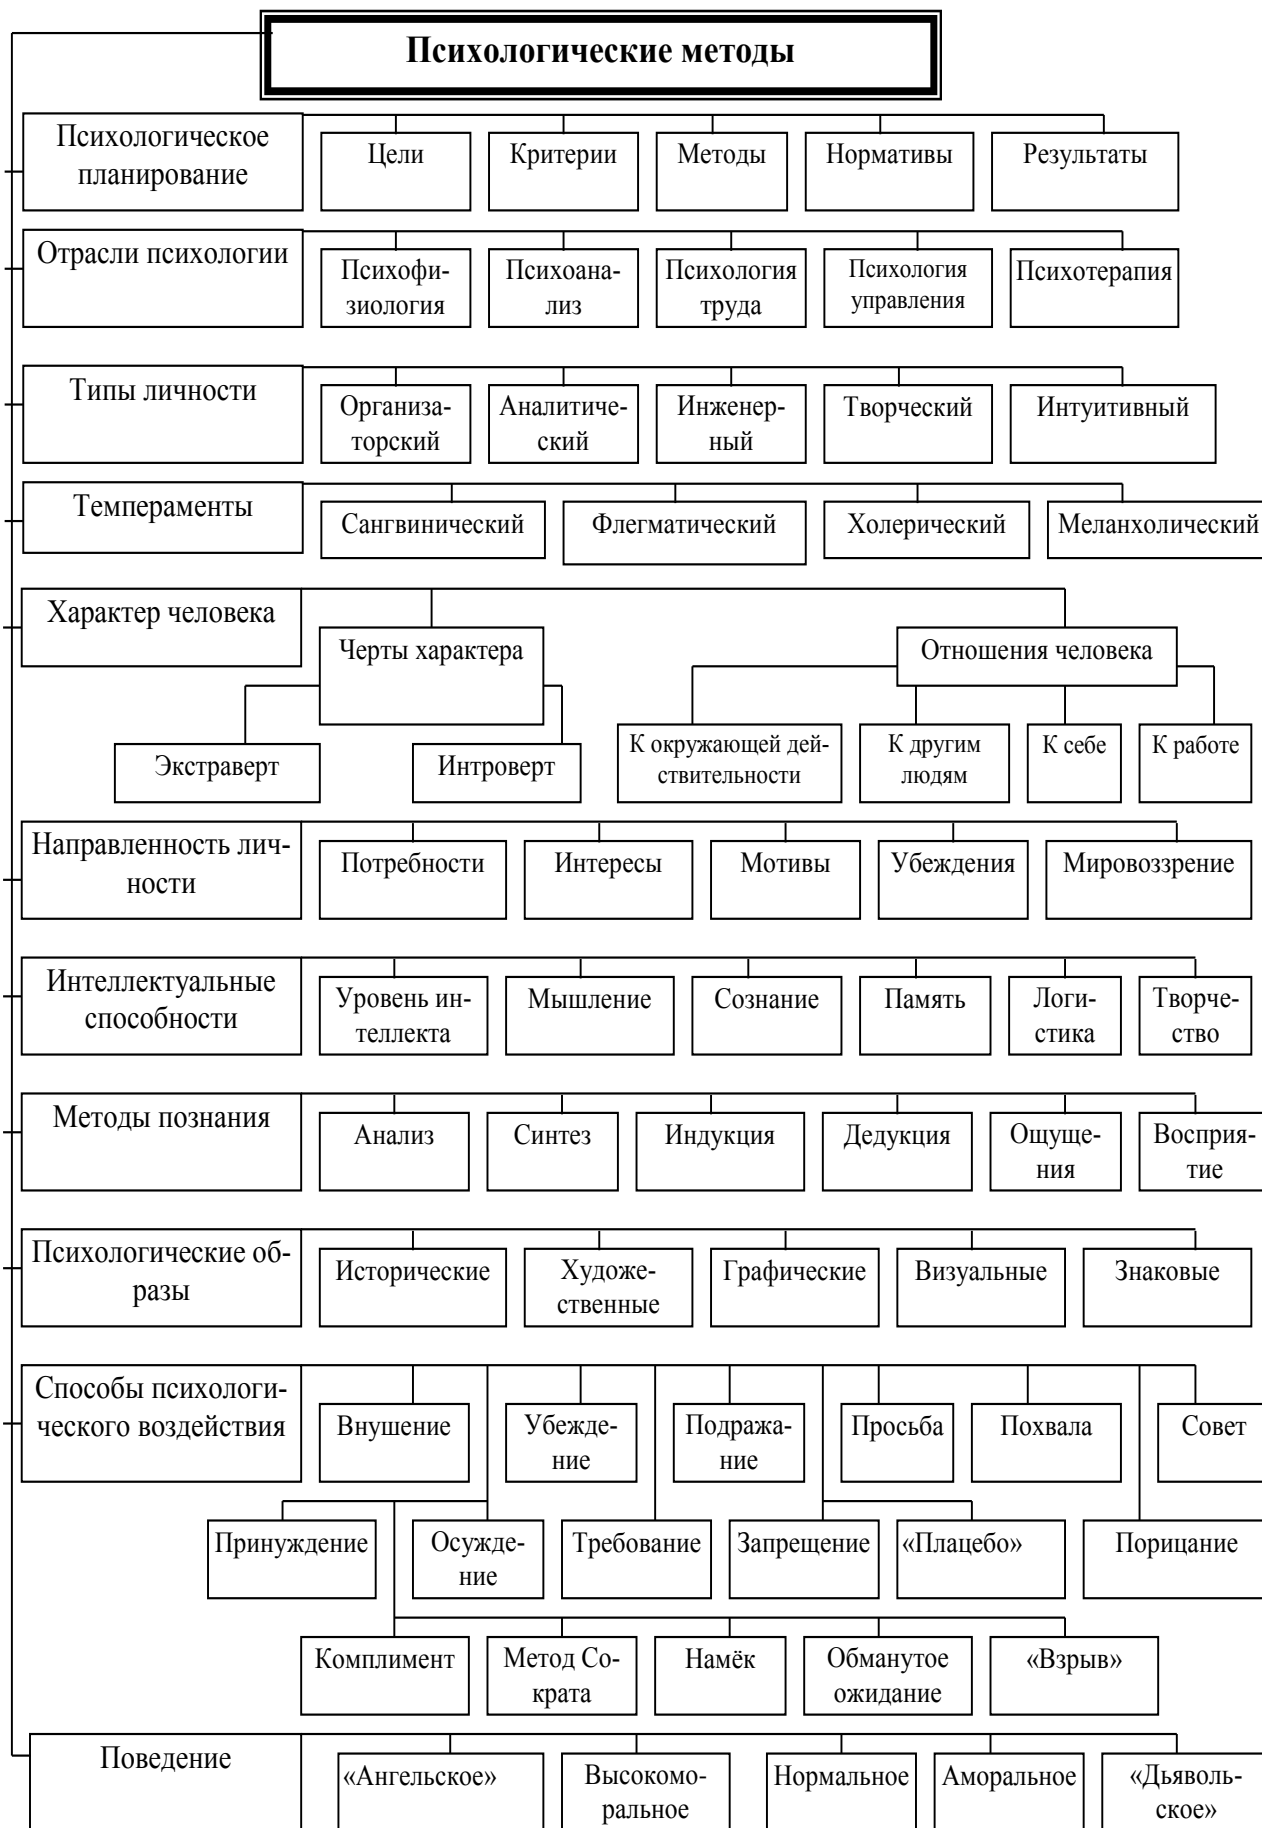 Психологические методы
Психологическое
планирование
Цели
Критерии
Методы
Нормативы
Результаты
Отрасли психологии
Психофи-
зиология
Психоана-
лиз
Психология
труда
Психология
управления
Психотерапия
Типы личности
Организа-
торский
Аналитиче-
ский
Инженер-
ный
Творческий
Интуитивный
Темпераменты
Сангвинический
Флегматический
Холерический
Меланхолический
Характер человека
Черты характера
Отношения человека
Экстраверт
Интроверт
К окружающей дей-
ствительности
К другим
людям
К себе
К работе
Направленность лич-
ности
Потребности
Интересы
Мотивы
Убеждения
Мировоззрение
Интеллектуальные
способности
Уровень ин-
теллекта
Мышление
Сознание
Память
Логи-
стика
Творче-
ство
Методы познания
Анализ
Синтез
Индукция
Дедукция
Ощуще-
ния
Восприя-
тие
Психологические об-
разы
Исторические
Художе-
ственные
Графические
Визуальные
Знаковые
Способы психологи-
ческого воздействия
Внушение
Убежде-
ние
Подража-
ние
Просьба
Похвала
Совет
Принуждение
Осужде-
ние
Требование
Запрещение
«Плацебо»
Порицание
Комплимент
Метод Со-
крата
Намёк
Обманутое
ожидание
«Взрыв»
Поведение
«Ангельское»
Высокомо-
ральное
Нормальное
Аморальное
«Дьяволь-
ское»